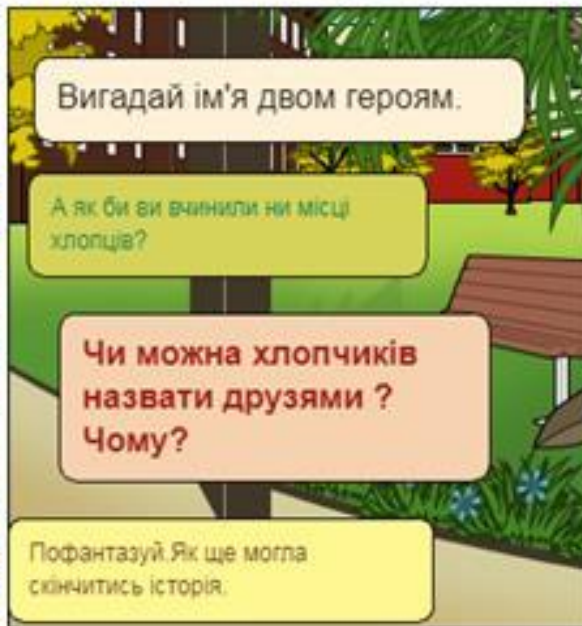 Вигадай ім'я двом героям.
А як би ви вчинили ни місці
хлопців?
Чи можна хлопчиків
назвати друзями ?
Чому?
Пофантазуй.Як ще могла
скінчитись історія.